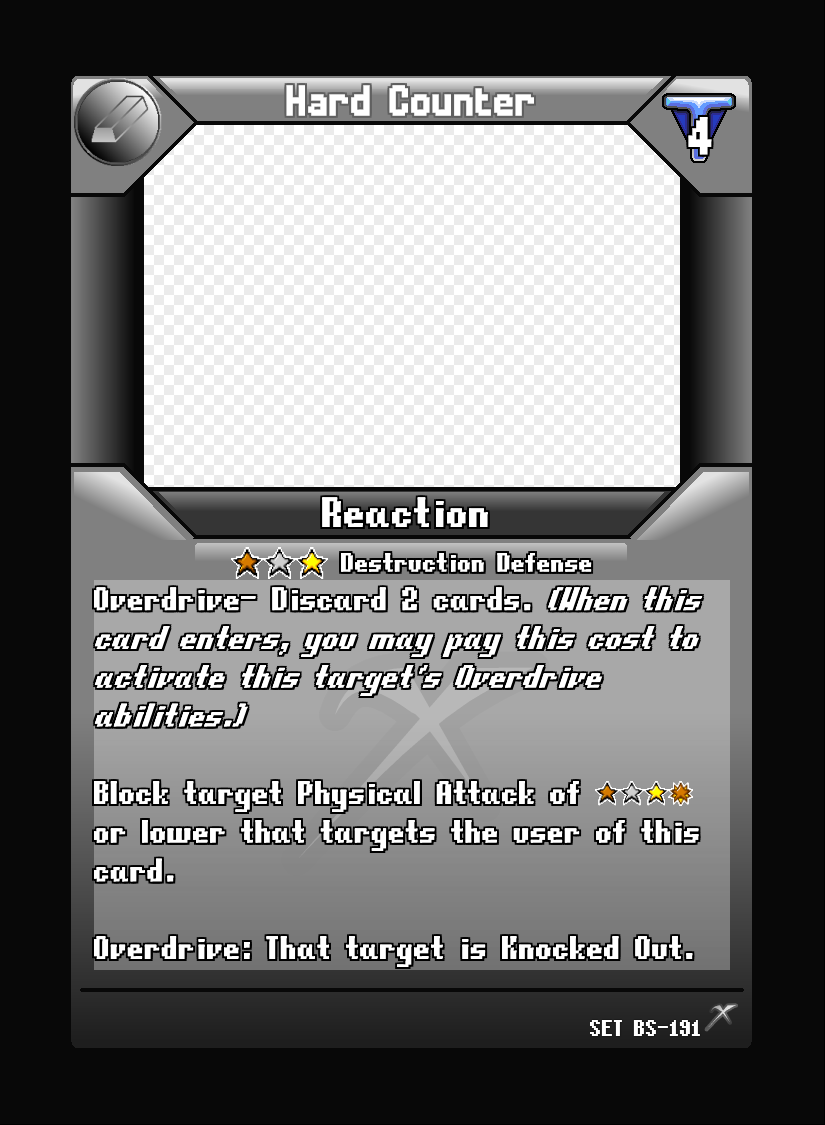 Hard Counter
4
Reaction
Destruction Defense
Overdrive- Discard 2 cards. (When this
card enters, you may pay this cost to
activate this target's Overdrive
abilities.)
Block target Physical Attack of
or lower that targets the user of this
card.
Overdrive: That target is Knocked Out.
SET BS-191